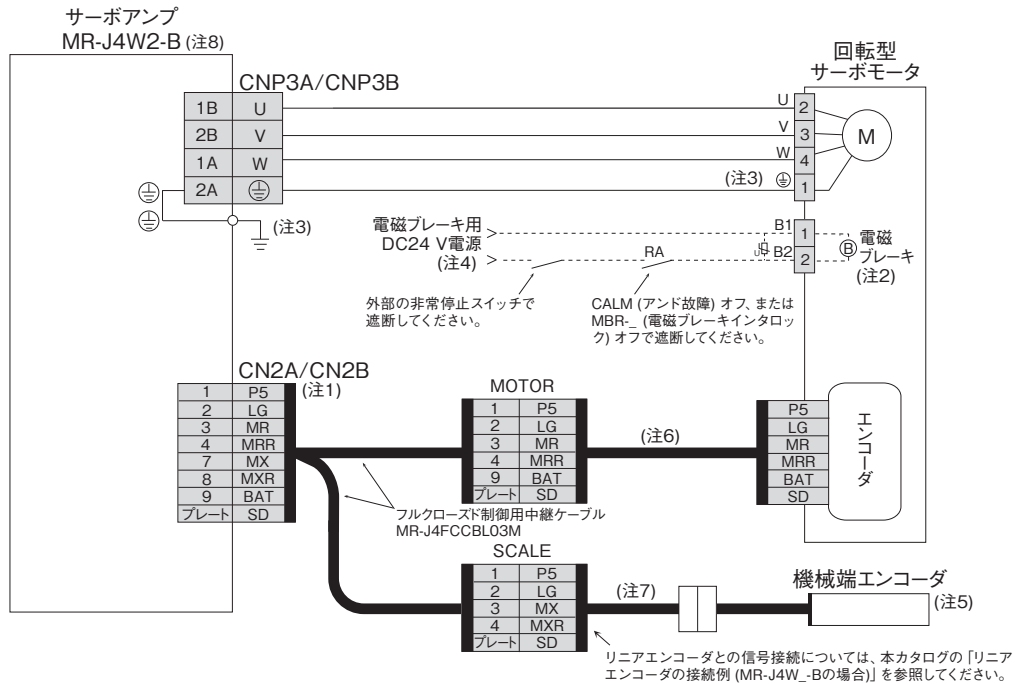 サーボアンプ
MR-J4W2-B (注8)
回転型
サーボモータ
CNP3A/CNP3B
1B U
2B V
1A W
2A
U 2
V 3
W 4
(注3) 1
M
(注3)
電磁ブレーキ用
DC24 V電源
(注4)
RA
B1 1
U B2 2
B 電磁
ブレーキ
(注2)
外部の非常停止スイッチで
遮断してください。
CALM (アンド故障) オフ、または
MBR-_ (電磁ブレーキインタロッ
ク) オフで遮断してください。
CN2A/CN2B
(注1)
1 P5
2 LG
3 MR
4 MRR
7 MX
8 MXR
9 BAT
プレート SD
MOTOR
1 P5
2 LG
3 MR
4 MRR
9 BAT
プレート SD
(注6)
P5
LG
MR
MRR
BAT
SD
エンコーダ
フルクローズド制御用中継ケーブル
MR-J4FCCBL03M
SCALE
1 P5
2 LG
3 MX
4 MXR
プレート SD
(注7)
機械端エンコーダ
(注5)
リニアエンコーダとの信号接続については、本カタログの「リニア
エンコーダの接続例 (MR-J4W_-Bの場合)」を参照してください。